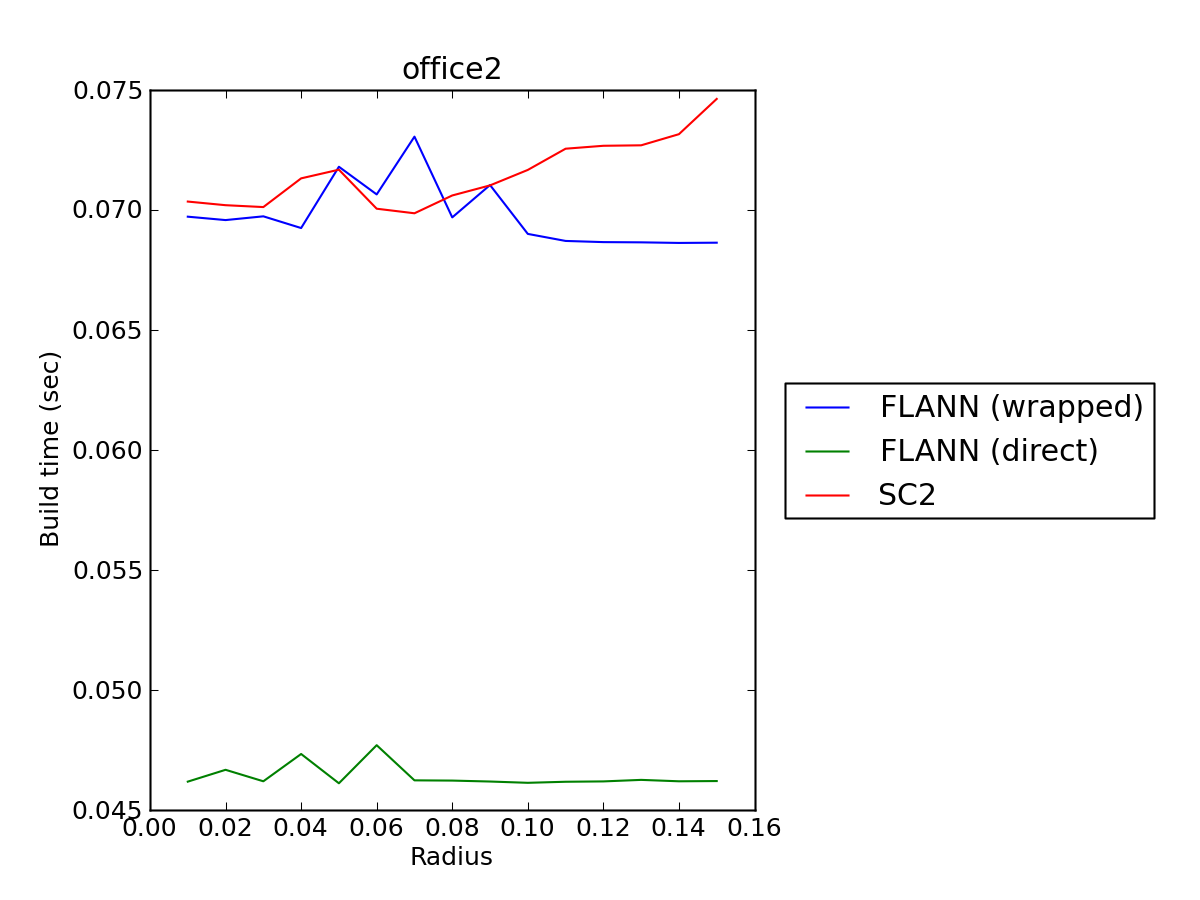 office2
0.075
0.070
0.065
0.060
0.055
0.050
0.045
Build time (sec)
0.00 0.02 0.04 0.06 0.08 0.10 0.12 0.14 0.16
Radius
FLANN (wrapped)
FLANN (direct)
SC2